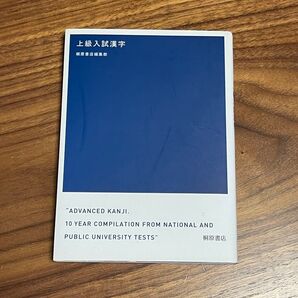 上級入試漢字
桐原書店編集部
"ADVANCED KANJI.
10 YEAR COMPILATION FROM NATIONAL AND
PUBLIC UNIVERSITY TESTS"
桐原書店